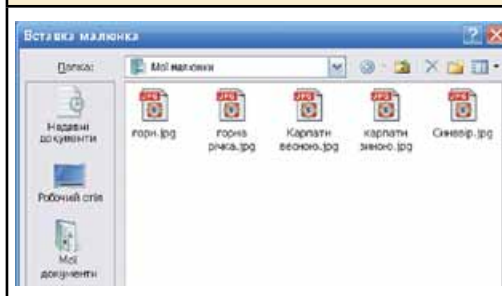 Вставка малюнка
Папка: Мої малюнки
гори.jpg
горна річка.jpg
Карпати весною.jpg
карпати зимою.jpg
Синевір.jpg
Недавні документи
Робочий стіл
Мої документи